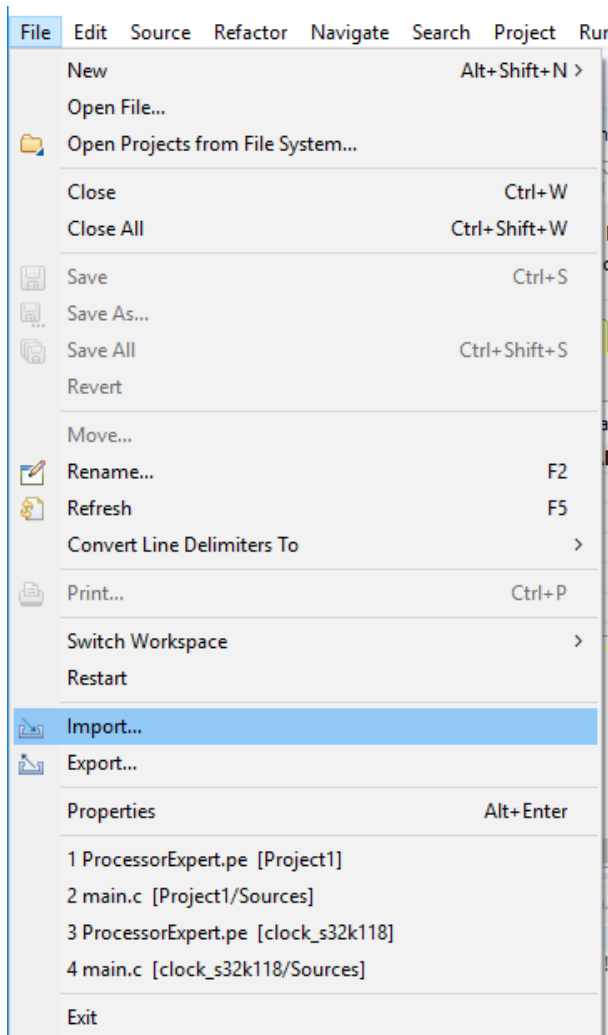 File Edit Source Refactor Navigate Search Project Run
New Alt+Shift+N >
Open File...
Open Projects from File System...
Close Ctrl+W
Close All Ctrl+Shift+W
Save Ctrl+S
Save As...
Save All Ctrl+Shift+S
Revert
Move...
Rename... F2
Refresh F5
Convert Line Delimiters To >
Print... Ctrl+P
Switch Workspace >
Restart
Import...
Export...
Properties Alt+Enter
1 ProcessorExpert.pe [Project1]
2 main.c [Project1/Sources]
3 ProcessorExpert.pe [clock_s32k118]
4 main.c [clock_s32k118/Sources]
Exit